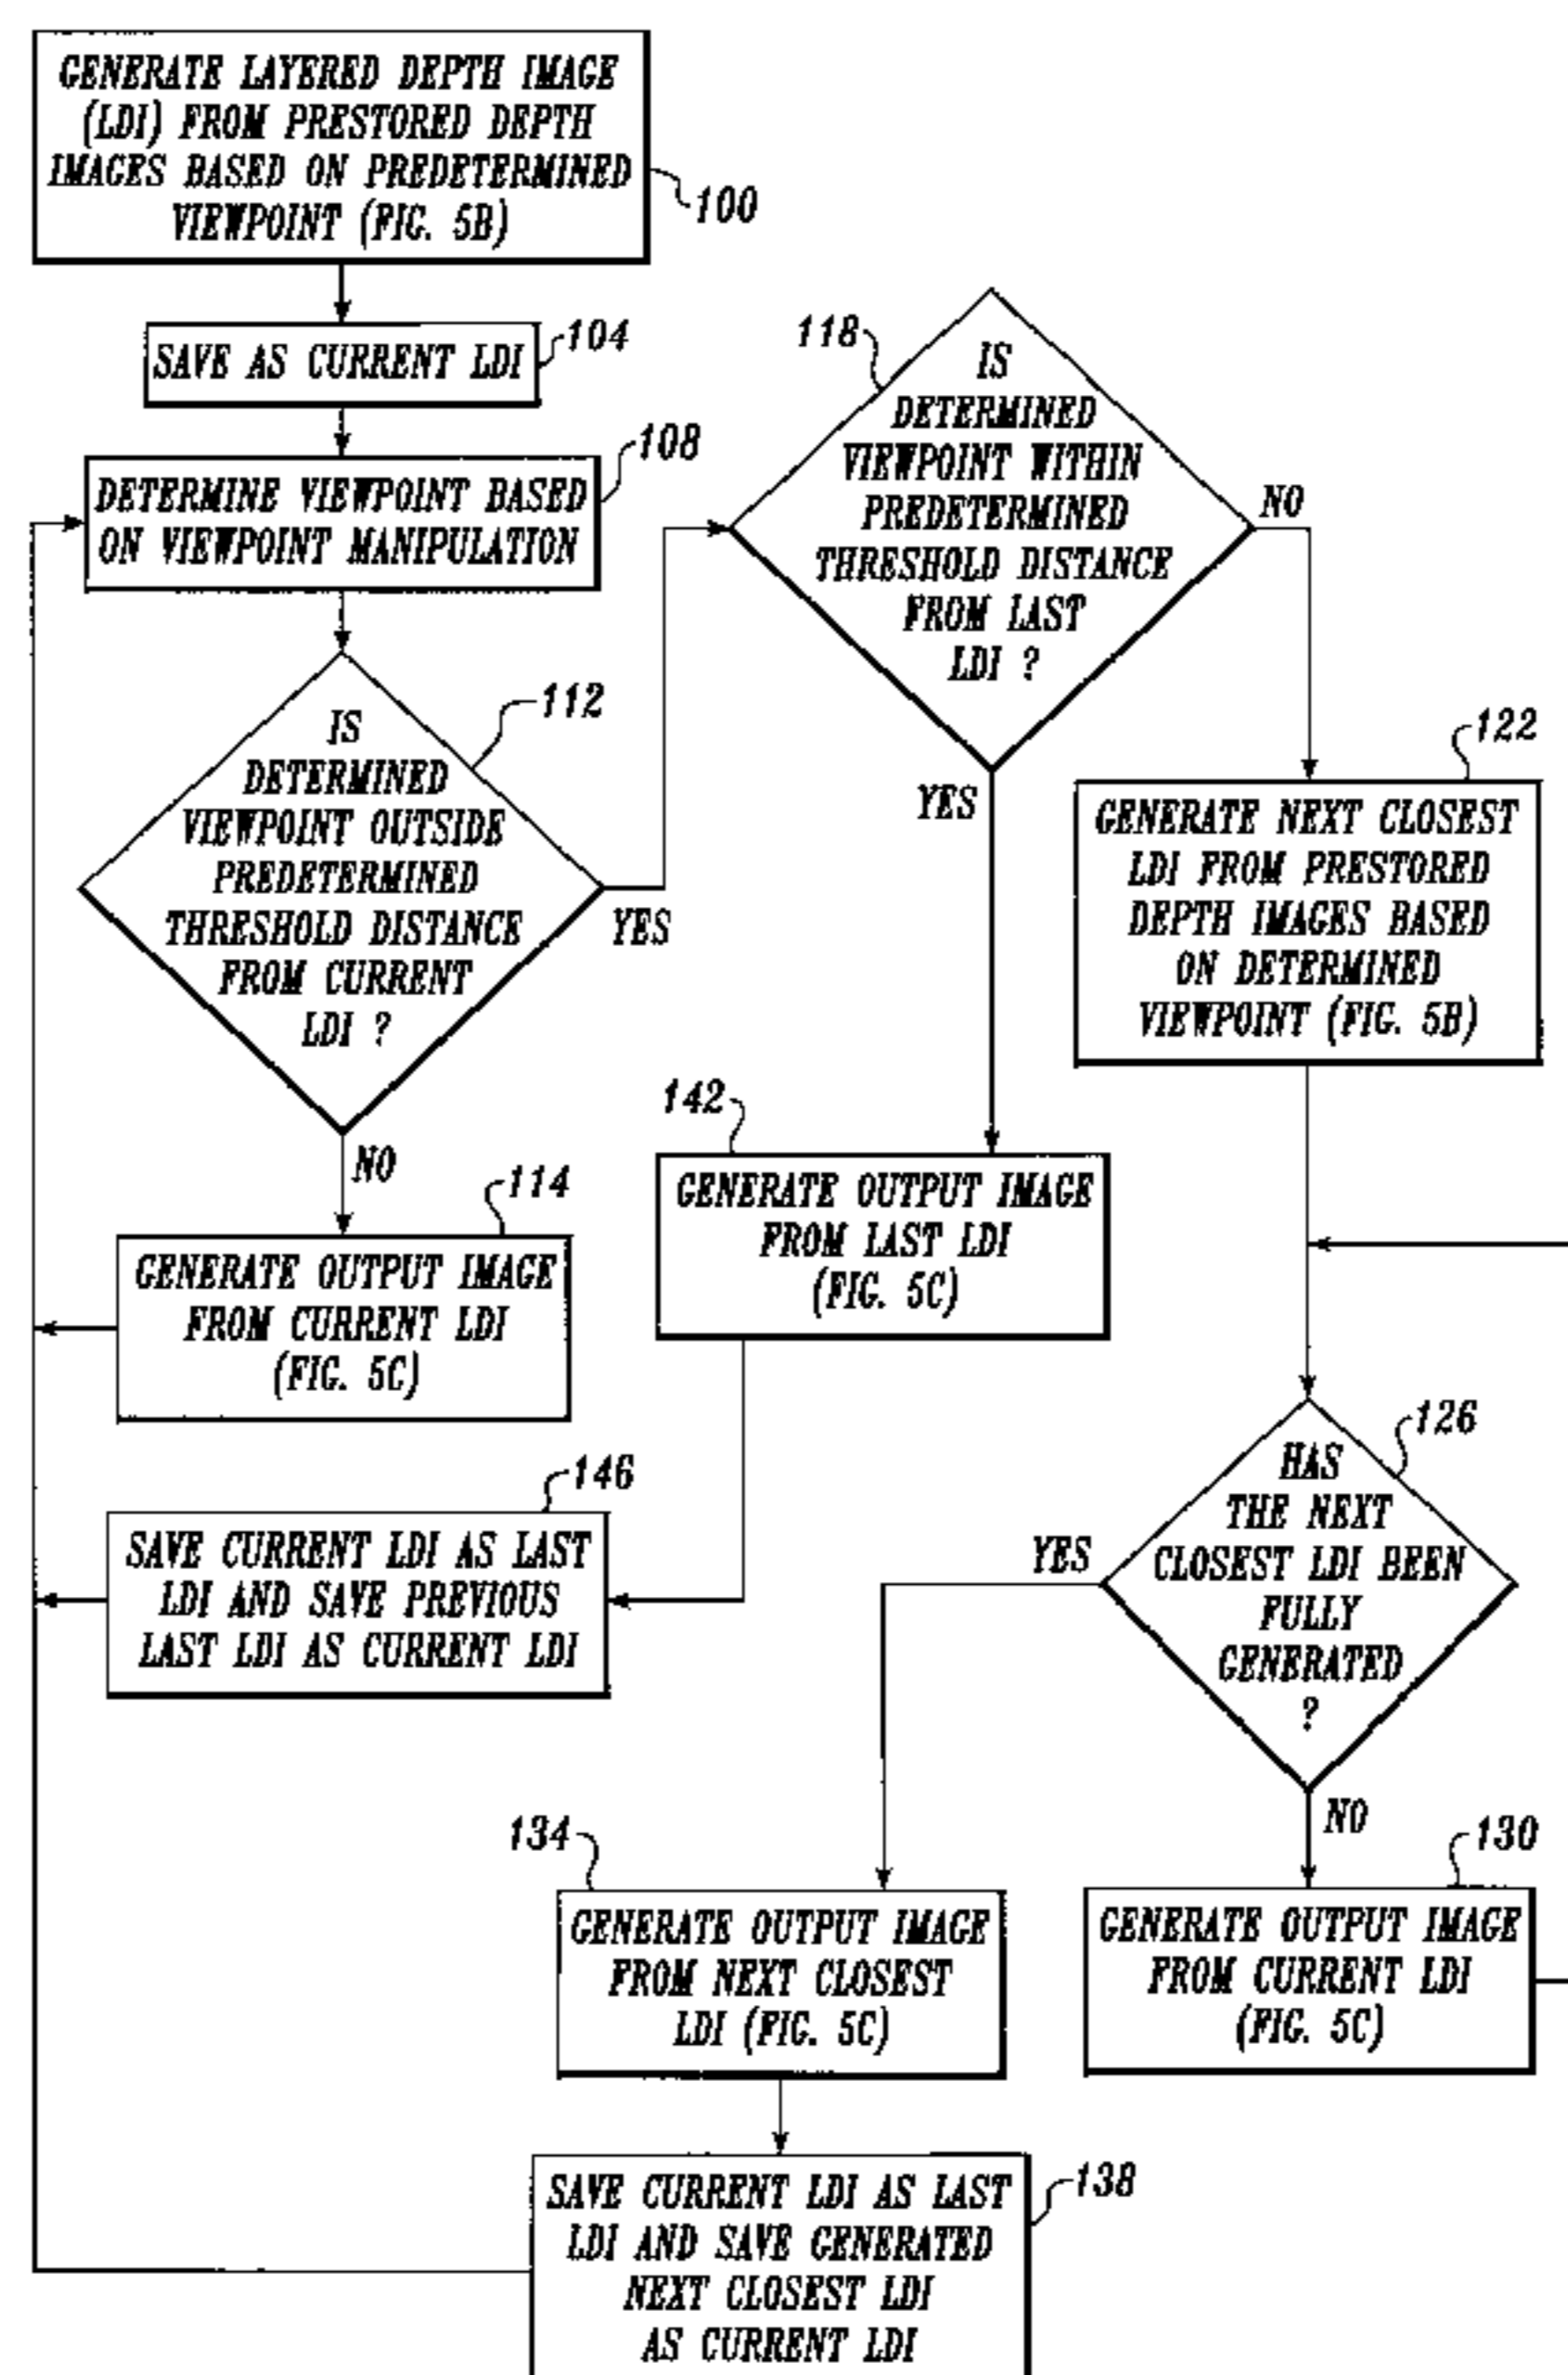 GENERATE LAYERED DEPTH IMAGE
(LDI) FROM PRESTORED DEPTH
IMAGES BASED ON PREDETERMINED
VIEWPOINT (FIG. 5B)
100
SAVE AS CURRENT LDI
104
DETERMINE VIEWPOINT BASED
ON VIEWPOINT MANIPULATION
108
IS
DETERMINED
VIEWPOINT OUTSIDE
PREDETERMINED
THRESHOLD DISTANCE
FROM CURRENT
LDI ?
112
YES
NO
GENERATE OUTPUT IMAGE
FROM CURRENT LDI
(FIG. 5C)
114
118
IS
DETERMINED
VIEWPOINT WITHIN
PREDETERMINED
THRESHOLD DISTANCE
FROM LAST
LDI ?
NO
YES
122
GENERATE NEXT CLOSEST
LDI FROM PRESTORED
DEPTH IMAGES BASED
ON DETERMINED
VIEWPOINT (FIG. 5B)
142
GENERATE OUTPUT IMAGE
FROM LAST LDI
(FIG. 5C)
146
SAVE CURRENT LDI AS LAST
LDI AND SAVE PREVIOUS
LAST LDI AS CURRENT LDI
126
HAS
THE NEXT
CLOSEST LDI BEEN
FULLY
GENERATED
?
YES
NO
134
GENERATE OUTPUT IMAGE
FROM NEXT CLOSEST
LDI (FIG. 5C)
130
GENERATE OUTPUT IMAGE
FROM CURRENT LDI
(FIG. 5C)
138
SAVE CURRENT LDI AS LAST
LDI AND SAVE GENERATED
NEXT CLOSEST LDI
AS CURRENT LDI